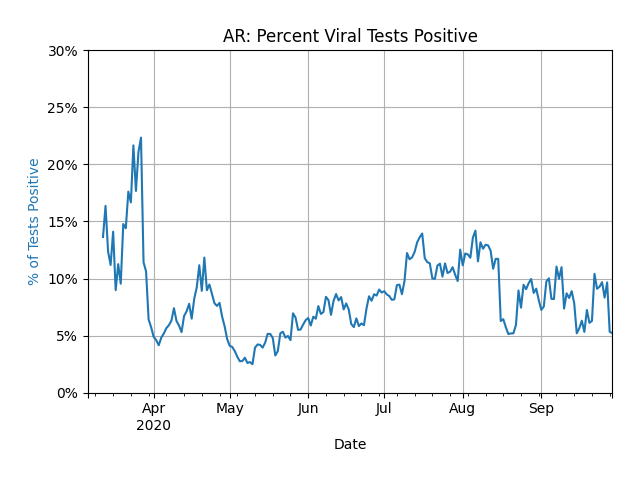 AR: Percent Viral Tests Positive
30%
25%
20%
15%
10%
5%
0%
% of Tests Positive
Apr May Jun Jul Aug Sep
2020
Date